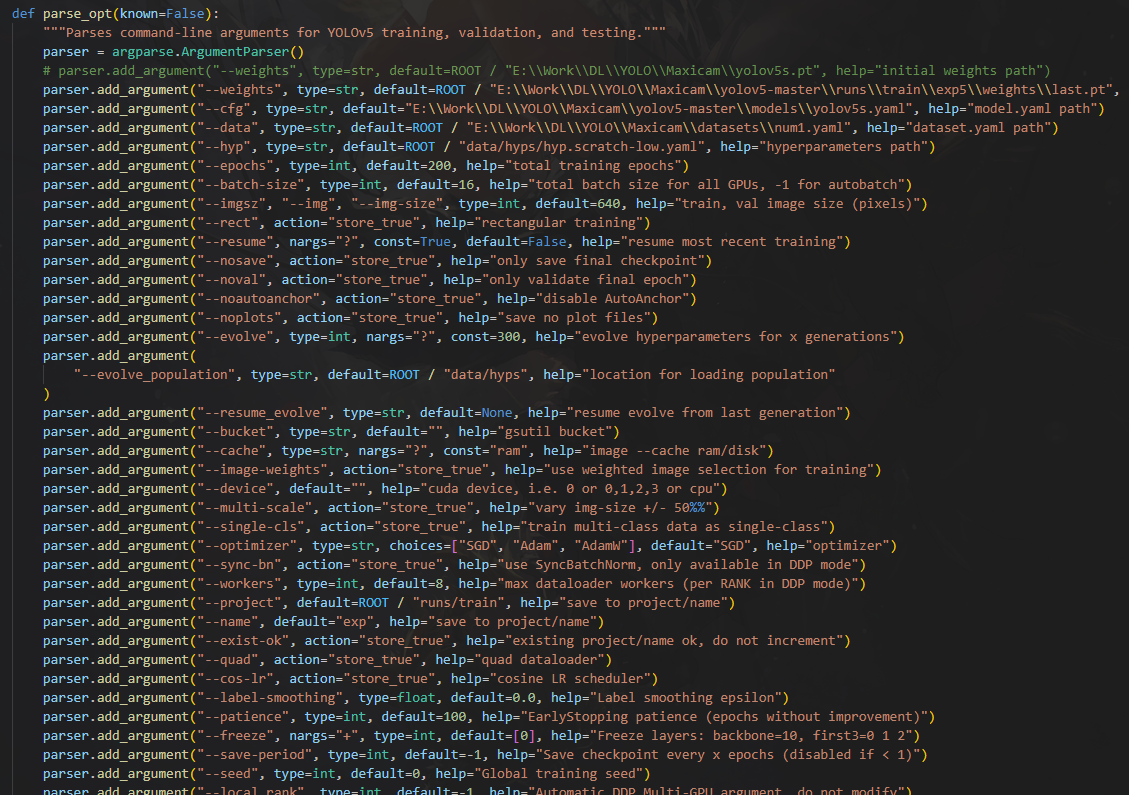 def parse_opt(known=False):
    """Parses command-line arguments for YOLOv5 training, validation, and testing."""
    parser = argparse.ArgumentParser()
    # parser.add_argument("--weights", type=str, default=ROOT / "E:\\Work\\DL\\YOLO\\Maxicam\\yolov5s.pt", help="initial weights path")
    parser.add_argument("--weights", type=str, default=ROOT / "E:\\Work\\DL\\YOLO\\Maxicam\\yolov5-master\\runs\\train\\exp5\\weights\\last.pt",
    parser.add_argument("--cfg", type=str, default="E:\\Work\\DL\\YOLO\\Maxicam\\yolov5-master\\models\\yolov5s.yaml", help="model.yaml path")
    parser.add_argument("--data", type=str, default=ROOT / "E:\\Work\\DL\\YOLO\\Maxicam\\datasets\\num1.yaml", help="dataset.yaml path")
    parser.add_argument("--hyp", type=str, default=ROOT / "data/hyps/hyp.scratch-low.yaml", help="hyperparameters path")
    parser.add_argument("--epochs", type=int, default=200, help="total training epochs")
    parser.add_argument("--batch-size", type=int, default=16, help="total batch size for all GPUs, -1 for autobatch")
    parser.add_argument("--imgsz", "--img", "--img-size", type=int, default=640, help="train, val image size (pixels)")
    parser.add_argument("--rect", action="store_true", help="rectangular training")
    parser.add_argument("--resume", nargs="?", const=True, default=False, help="resume most recent training")
    parser.add_argument("--nosave", action="store_true", help="only save final checkpoint")
    parser.add_argument("--noval", action="store_true", help="only validate final epoch")
    parser.add_argument("--noautoanchor", action="store_true", help="disable AutoAnchor")
    parser.add_argument("--noplots", action="store_true", help="save no plot files")
    parser.add_argument("--evolve", type=int, nargs="?", const=300, help="evolve hyperparameters for x generations")
    parser.add_argument(
        "--evolve_population", type=str, default=ROOT / "data/hyps", help="location for loading population"
    )
    parser.add_argument("--resume_evolve", type=str, default=None, help="resume evolve from last generation")
    parser.add_argument("--bucket", type=str, default="", help="gsutil bucket")
    parser.add_argument("--cache", type=str, nargs="?", const="ram", help="image --cache ram/disk")
    parser.add_argument("--image-weights", action="store_true", help="use weighted image selection for training")
    parser.add_argument("--device", default="", help="cuda device, i.e. 0 or 0,1,2,3 or cpu")
    parser.add_argument("--multi-scale", action="store_true", help="vary img-size +/- 50%%")
    parser.add_argument("--single-cls", action="store_true", help="train multi-class data as single-class")
    parser.add_argument("--optimizer", type=str, choices=["SGD", "Adam", "AdamW"], default="SGD", help="optimizer")
    parser.add_argument("--sync-bn", action="store_true", help="use SyncBatchNorm, only available in DDP mode")
    parser.add_argument("--workers", type=int, default=8, help="max dataloader workers (per RANK in DDP mode)")
    parser.add_argument("--project", default=ROOT / "runs/train", help="save to project/name")
    parser.add_argument("--name", default="exp", help="save to project/name")
    parser.add_argument("--exist-ok", action="store_true", help="existing project/name ok, do not increment")
    parser.add_argument("--quad", action="store_true", help="quad dataloader")
    parser.add_argument("--cos-lr", action="store_true", help="cosine LR scheduler")
    parser.add_argument("--label-smoothing", type=float, default=0.0, help="Label smoothing epsilon")
    parser.add_argument("--patience", type=int, default=100, help="EarlyStopping patience (epochs without improvement)")
    parser.add_argument("--freeze", nargs="+", type=int, default=[0], help="Freeze layers: backbone=10, first3=0 1 2")
    parser.add_argument("--save-period", type=int, default=-1, help="Save checkpoint every x epochs (disabled if < 1)")
    parser.add_argument("--seed", type=int, default=0, help="Global training seed")
    parser.add_argument("--local_rank", type=int, default=-1, help="Automatic DDP Multi-GPU argument, do not modify")